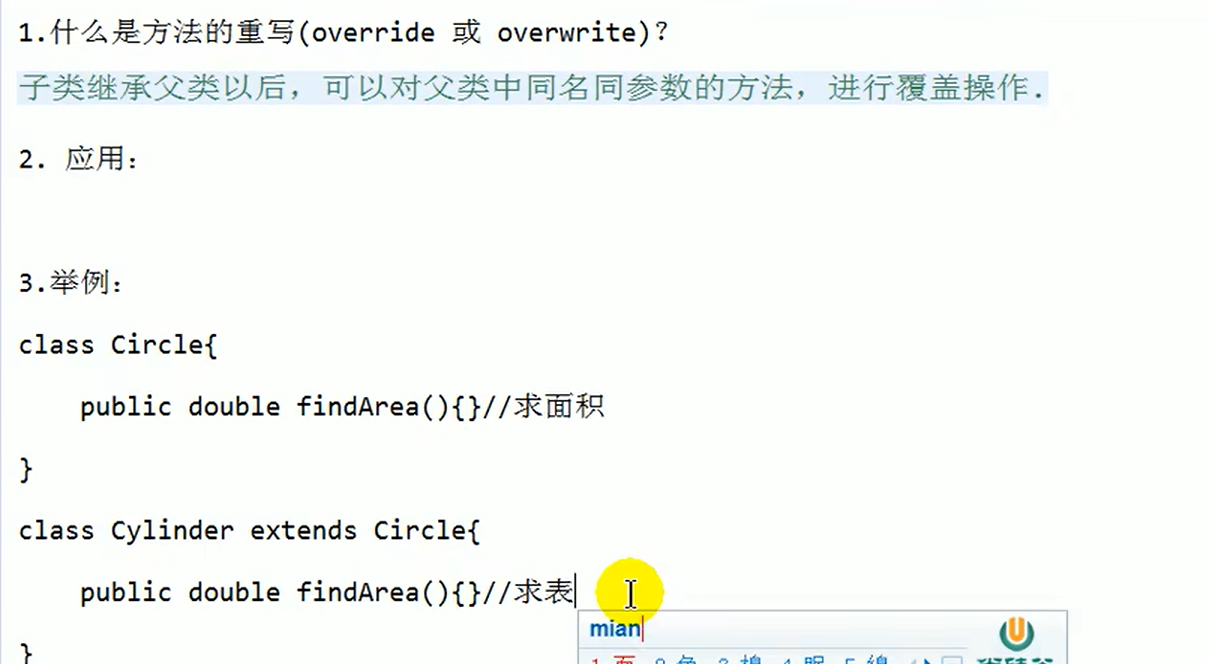 1.什么是方法的重写(override 或 overwrite)?
子类继承父类以后，可以对父类中同名同参数的方法，进行覆盖操作.
2. 应用：
3.举例：
class Circle{
public double findArea(){}//求面积
}
class Cylinder extends Circle{
public double findArea(){}//求表
mian
}